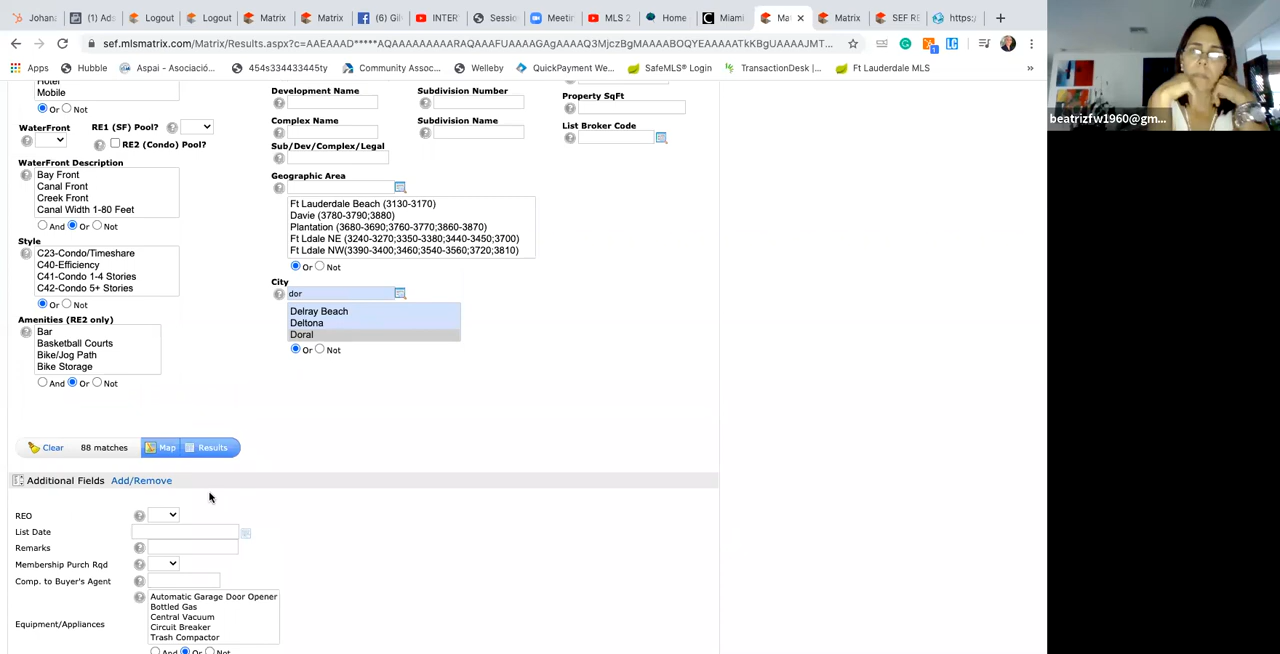 Johana
(1) Ads
Logout
Logout
Matrix
Matrix
(6) Gil
INTER
Sessio
Meetin
MLS 2
Home
Miami
Ma
Matrix
SEF RE
https:/
sef.mlsmatrix.com/Matrix/Results.aspx?c=AAEAAAD*****AQAAAAAAAAARAQAAAFUAAAAGAgAAAAQ3MjczBgMAAAABOQYEAAAAATkKBgUAAAAJMT...
Apps
Hubble
Aspai - Asociació...
454s334433445ty
Community Assoc...
Welleby
QuickPayment We...
SafeMLS® Login
TransactionDesk |...
Ft Lauderdale MLS
»
Hotel
Mobile
Or Not
Development Name
Subdivision Number
Property SqFt
WaterFront
RE1 (SF) Pool?
Complex Name
Subdivision Name
List Broker Code
RE2 (Condo) Pool?
Sub/Dev/Complex/Legal
WaterFront Description
Bay Front
Canal Front
Creek Front
Canal Width 1-80 Feet
And Or Not
Geographic Area
Ft Lauderdale Beach (3130-3170)
Davie (3780-3790;3880)
Plantation (3680-3690;3760-3770;3860-3870)
Ft Ldale NE (3240-3270;3350-3380;3440-3450;3700)
Ft Ldale NW(3390-3400;3460;3540-3560;3720;3810)
Or Not
Style
C23-Condo/Timeshare
C40-Efficiency
C41-Condo 1-4 Stories
C42-Condo 5+ Stories
Or Not
City
dor
Delray Beach
Deltona
Doral
Or Not
Amenities (RE2 only)
Bar
Basketball Courts
Bike/Jog Path
Bike Storage
And Or Not
Clear 88 matches Map Results
Additional Fields Add/Remove
REO
List Date
Remarks
Membership Purch Rqd
Comp. to Buyer's Agent
Equipment/Appliances
Automatic Garage Door Opener
Bottled Gas
Central Vacuum
Circuit Breaker
Trash Compactor
And Or Not
beatrizfw1960@gm...